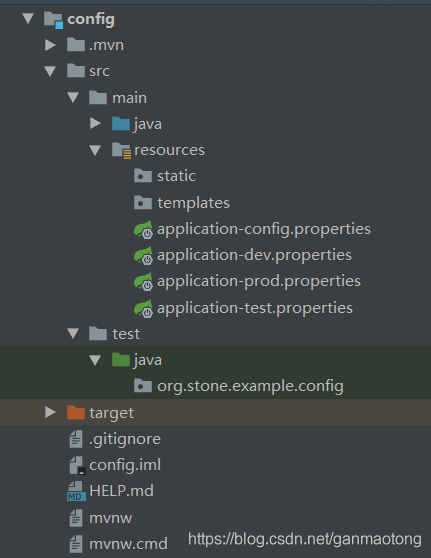 config
.mvn
src
main
java
resources
static
templates
application-config.properties
application-dev.properties
application-prod.properties
application-test.properties
test
java
org.stone.example.config
target
.gitignore
config.iml
MD HELP.md
mvnw
mvnw.cmd
https://blog.csdn.net/ganmaotong